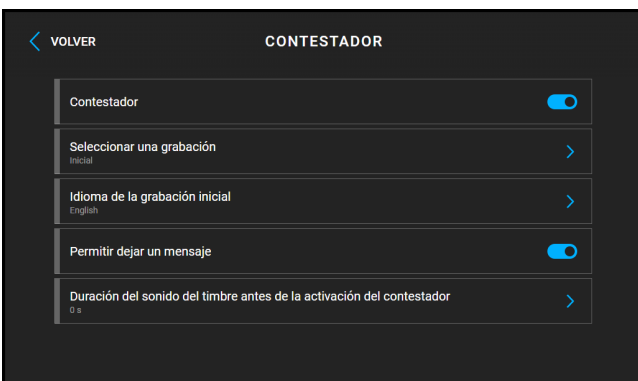 VOLVER
CONTESTADOR
Contestador
Seleccionar una grabación
Inicial
Idioma de la grabación inicial
English
Permitir dejar un mensaje
Duración del sonido del timbre antes de la activación del contestador
0 s